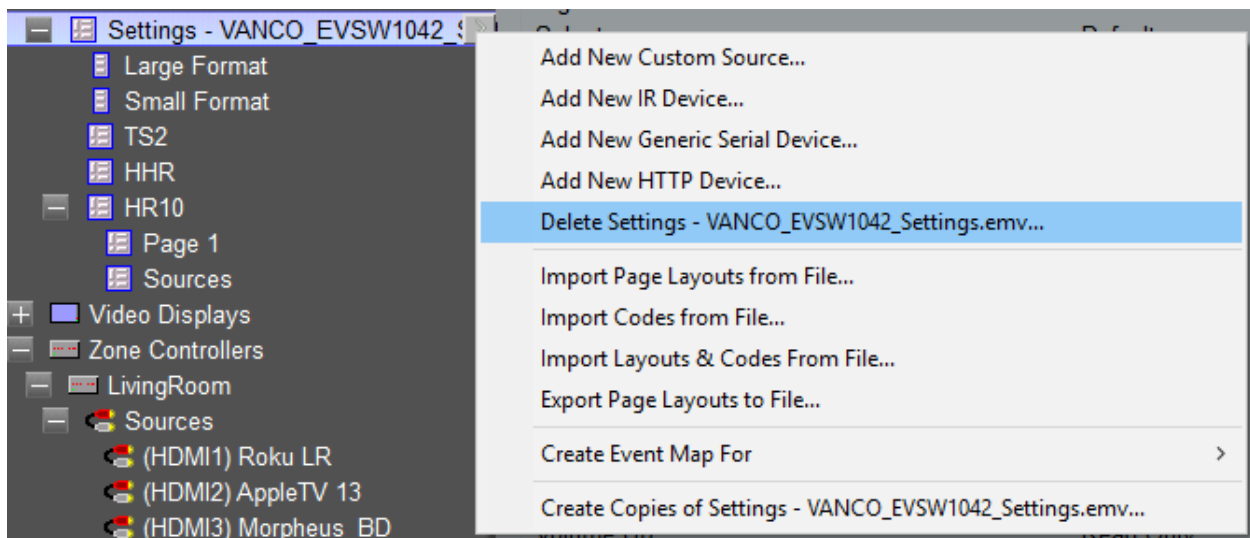 Settings - VANCO_EVSW1042_
Large Format
Small Format
TS2
HHR
HR10
Page 1
Sources
Video Displays
Zone Controllers
LivingRoom
Sources
(HDMI1) Roku LR
(HDMI2) AppleTV 13
(HDMI3) Morpheus_BD
Add New Custom Source...
Add New IR Device...
Add New Generic Serial Device...
Add New HTTP Device...
Delete Settings - VANCO_EVSW1042_Settings.emv...
Import Page Layouts from File...
Import Codes from File...
Import Layouts & Codes From File...
Export Page Layouts to File...
Create Event Map For
Create Copies of Settings - VANCO_EVSW1042_Settings.emv...